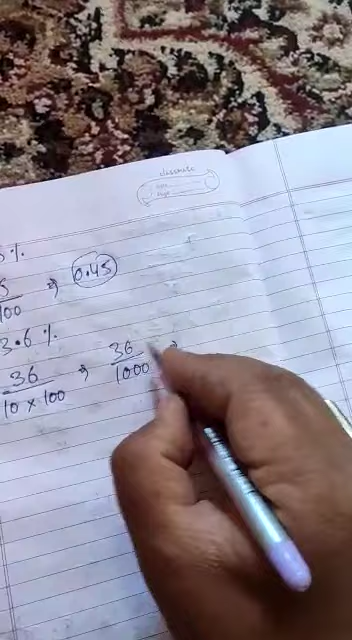 5%
/100 ⇒ 0.45
3.6%
36/10 × 100 ⇒ 36/1000 ⇒